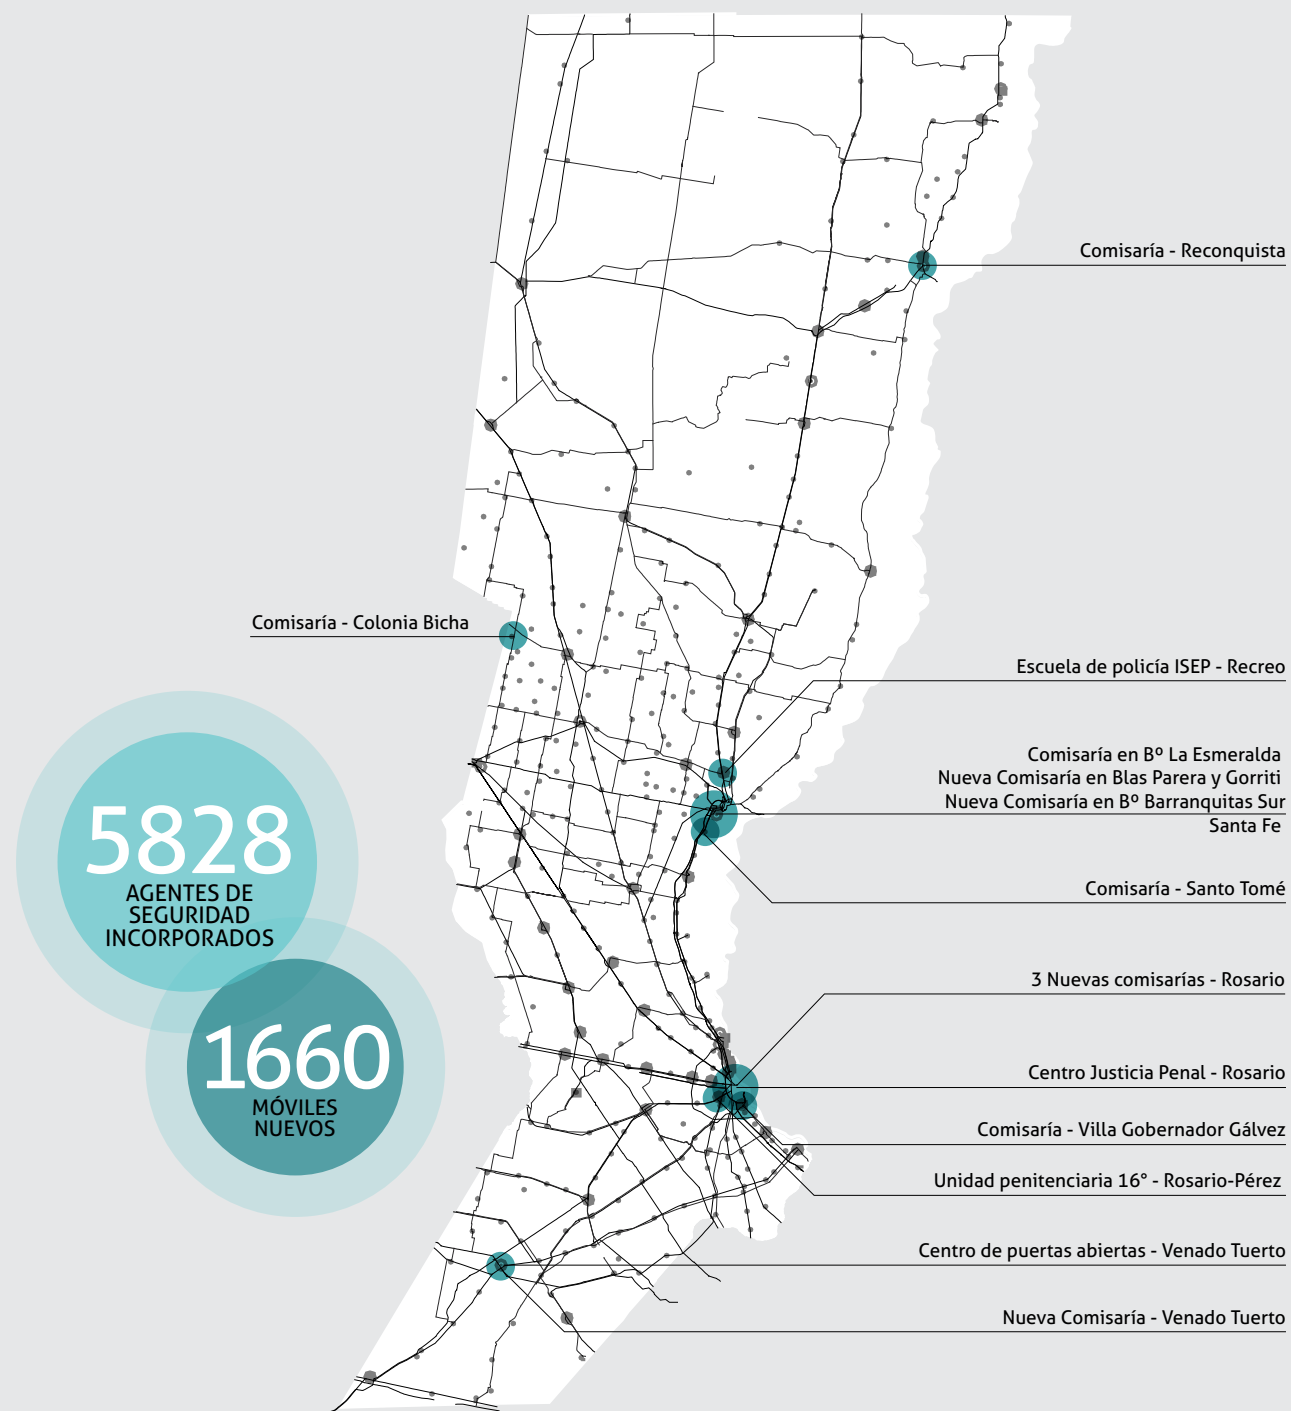 Comisaría - Reconquista
Comisaría - Colonia Bicha
Escuela de policía ISEP - Recreo
Comisaría en Bº La Esmeralda
Nueva Comisaría en Blas Parera y Gorriti
Nueva Comisaría en Bº Barranquitas Sur
Santa Fe
Comisaría - Santo Tomé
5828
AGENTES DE
SEGURIDAD
INCORPORADOS
3 Nuevas comisarías - Rosario
1660
MÓVILES
NUEVOS
Centro Justicia Penal - Rosario
Comisaría - Villa Gobernador Gálvez
Unidad penitenciaria 16° - Rosario-Pérez
Centro de puertas abiertas - Venado Tuerto
Nueva Comisaría - Venado Tuerto